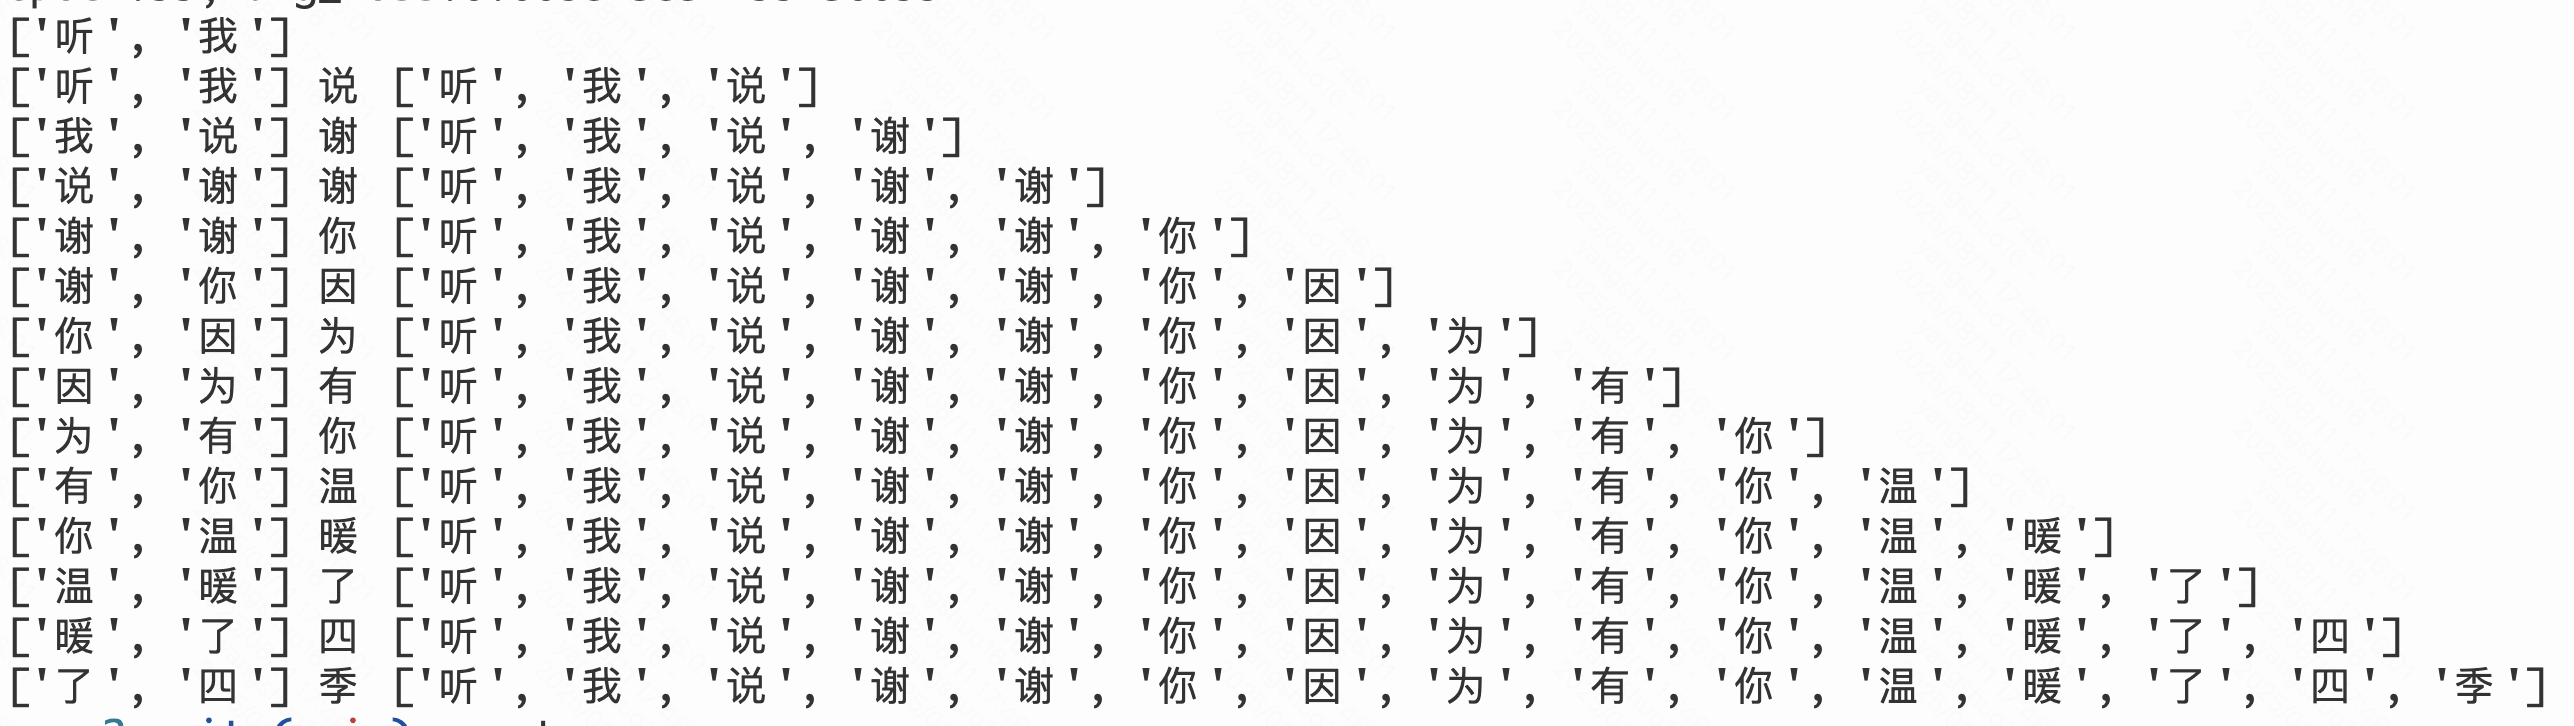 ['听', '我']
['听', '我'] 说 ['听', '我', '说']
['我', '说'] 谢 ['听', '我', '说', '谢']
['说', '谢'] 谢 ['听', '我', '说', '谢', '谢']
['谢', '谢'] 你 ['听', '我', '说', '谢', '谢', '你']
['谢', '你'] 因 ['听', '我', '说', '谢', '谢', '你', '因']
['你', '因'] 为 ['听', '我', '说', '谢', '谢', '你', '因', '为']
['因', '为'] 有 ['听', '我', '说', '谢', '谢', '你', '因', '为', '有']
['为', '有'] 你 ['听', '我', '说', '谢', '谢', '你', '因', '为', '有', '你']
['有', '你'] 温 ['听', '我', '说', '谢', '谢', '你', '因', '为', '有', '你', '温']
['你', '温'] 暖 ['听', '我', '说', '谢', '谢', '你', '因', '为', '有', '你', '温', '暖']
['温', '暖'] 了 ['听', '我', '说', '谢', '谢', '你', '因', '为', '有', '你', '温', '暖', '了']
['暖', '了'] 四 ['听', '我', '说', '谢', '谢', '你', '因', '为', '有', '你', '温', '暖', '了', '四']
['了', '四'] 季 ['听', '我', '说', '谢', '谢', '你', '因', '为', '有', '你', '温', '暖', '了', '四', '季']